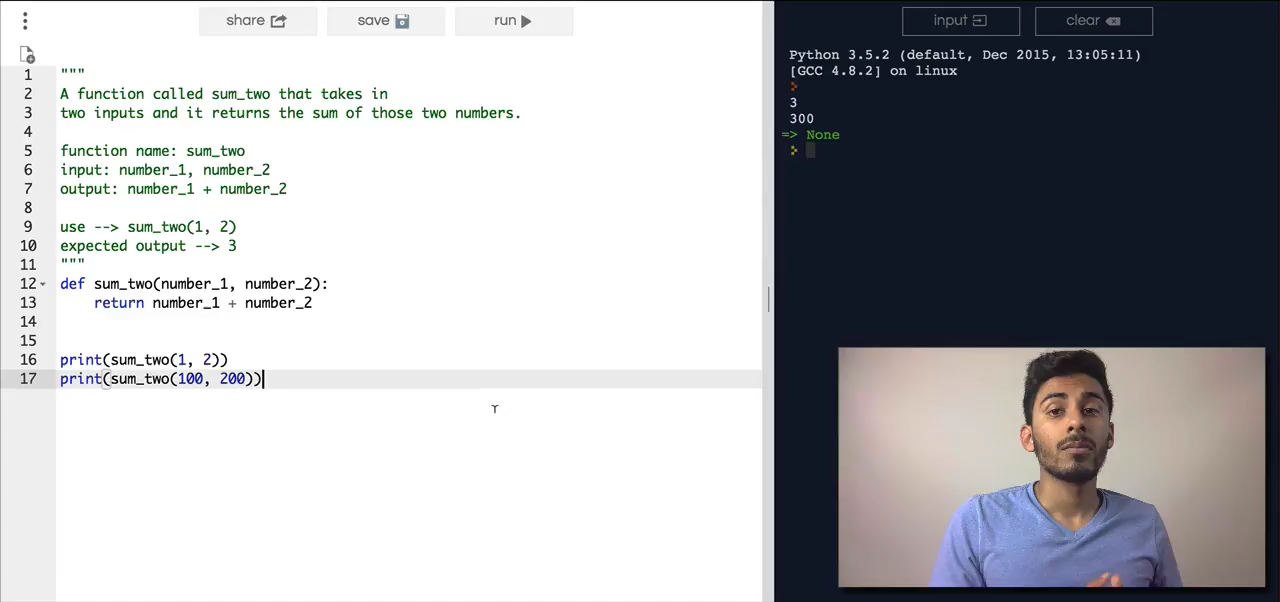 share
save
run
1 """
2 A function called sum_two that takes in
3 two inputs and it returns the sum of those two numbers.
4
5 function name: sum_two
6 input: number_1, number_2
7 output: number_1 + number_2
8
9 use --> sum_two(1, 2)
10 expected output --> 3
11 """
12 def sum_two(number_1, number_2):
13     return number_1 + number_2
14
15
16 print(sum_two(1, 2))
17 print(sum_two(100, 200))
input
clear
Python 3.5.2 (default, Dec 2015, 13:05:11)
[GCC 4.8.2] on linux
3
300
=> None